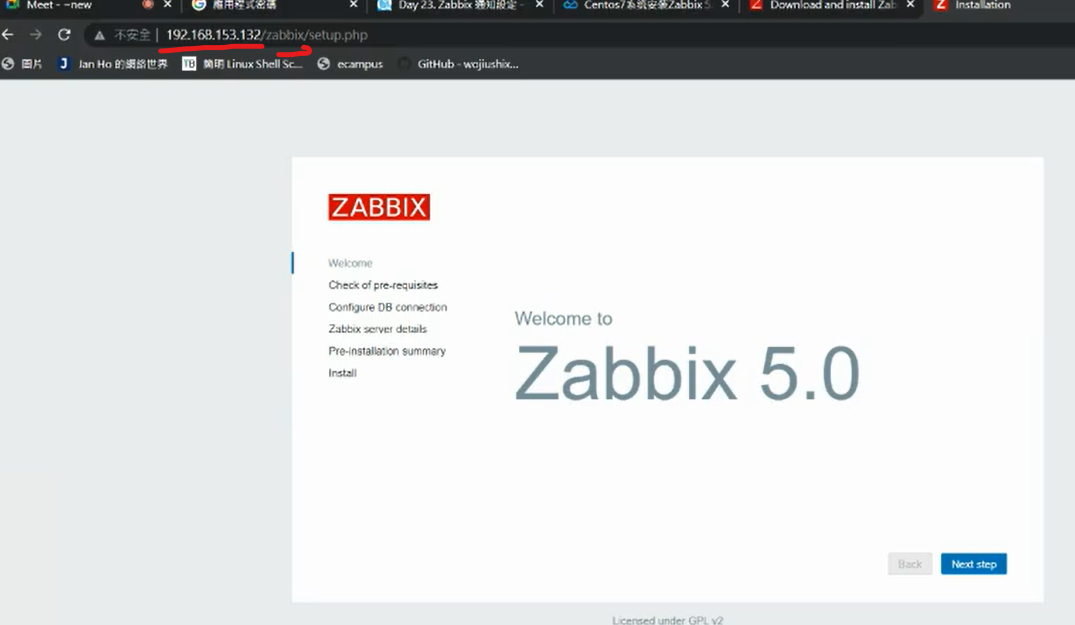 Meet - ~new
應用程式密碼
Day 23. Zabbix 通知設定 -
Centos7系统安装Zabbix 5
Download and install Zab
Installation
不安全 | 192.168.153.132/zabbix/setup.php
圖片
Jan Ho 的網絡世界
簡明 Linux Shell Sc...
ecampus
GitHub - wojiushix...
ZABBIX
Welcome
Check of pre-requisites
Configure DB connection
Zabbix server details
Pre-installation summary
Install
Welcome to
Zabbix 5.0
Back
Next step
Licensed under GPL v2